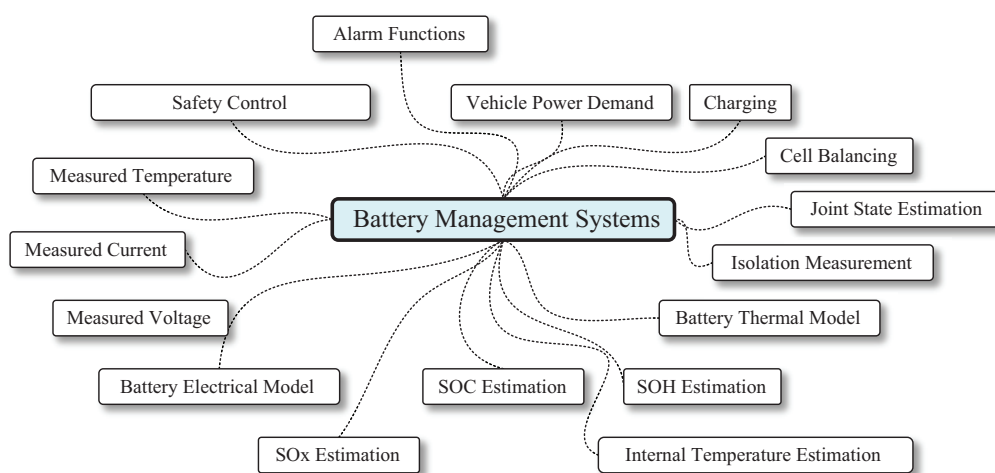 Alarm Functions
Safety Control
Vehicle Power Demand
Charging
Cell Balancing
Measured Temperature
Battery Management Systems
Joint State Estimation
Measured Current
Isolation Measurement
Measured Voltage
Battery Thermal Model
Battery Electrical Model
SOC Estimation
SOH Estimation
SOx Estimation
Internal Temperature Estimation